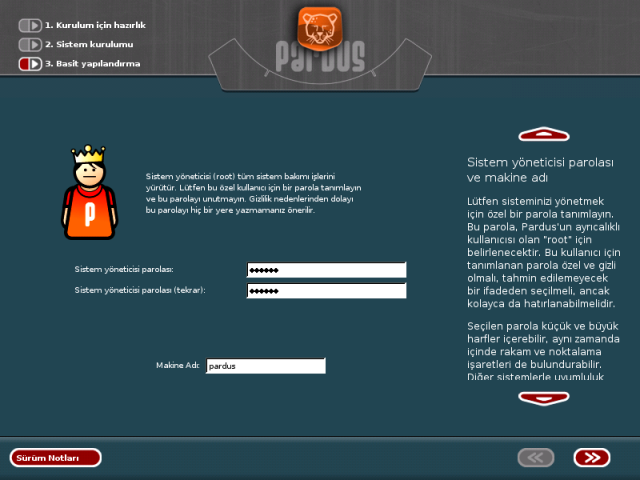 1. Kurulum için hazırlık
2. Sistem kurulumu
3. Basit yapılandırma
parDUS
Sistem yöneticisi (root) tüm sistem bakımı işlerini
yürütür. Lütfen bu özel kullanıcı için bir parola tanımlayın
ve bu parolayı unutmayın. Gizlilik nedenlerinden dolayı
bu parolayı hiç bir yere yazmamanız önerilir.
P
Sistem yöneticisi parolası:
Sistem yöneticisi parolası (tekrar):
Makine Adı:
pardus
Sistem yöneticisi parolası
ve makine adı
Lütfen sisteminizi yönetmek
için özel bir parola tanımlayın.
Bu parola, Pardus'un ayrıcalıklı
kullanıcısı olan "root" için
belirlenecektir. Bu kullanıcı için
tanımlanan parola özel ve gizli
olmalı, tahmin edilemeyecek
bir ifadeden seçilmeli, ancak
kolayca da hatırlanabilmelidir.
Seçilen parola küçük ve büyük
harfler içerebilir, aynı zamanda
içinde rakam ve noktalama
işaretleri de bulundurabilir.
Diğer sistemlerle uyumluluk
Sürüm Notları